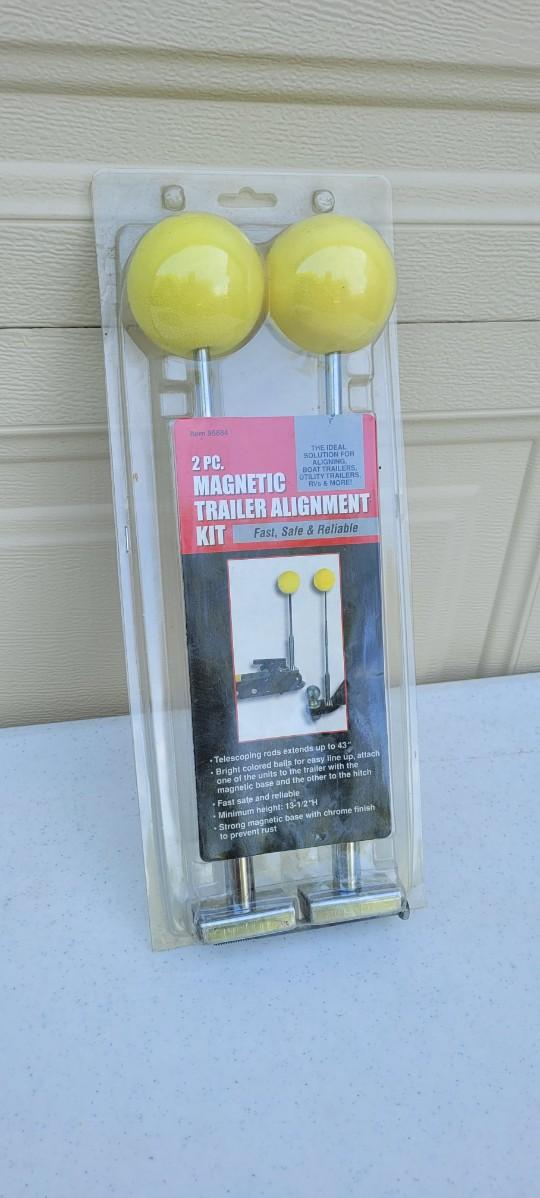 Item 95684
THE IDEAL
SOLUTION FOR
ALIGNING,
BOAT TRAILERS,
UTILITY TRAILERS,
RVs & MORE!
2 PC.
MAGNETIC
TRAILER ALIGNMENT
KIT
Fast, Safe & Reliable
• Telescoping rods extends up to 43"
• Bright colored balls for easy line up, attach
one of the units to the trailer with the
magnetic base and the other to the hitch
• Fast safe and reliable
• Minimum height: 13-1/2"H
• Strong magnetic base with chrome finish
to prevent rust